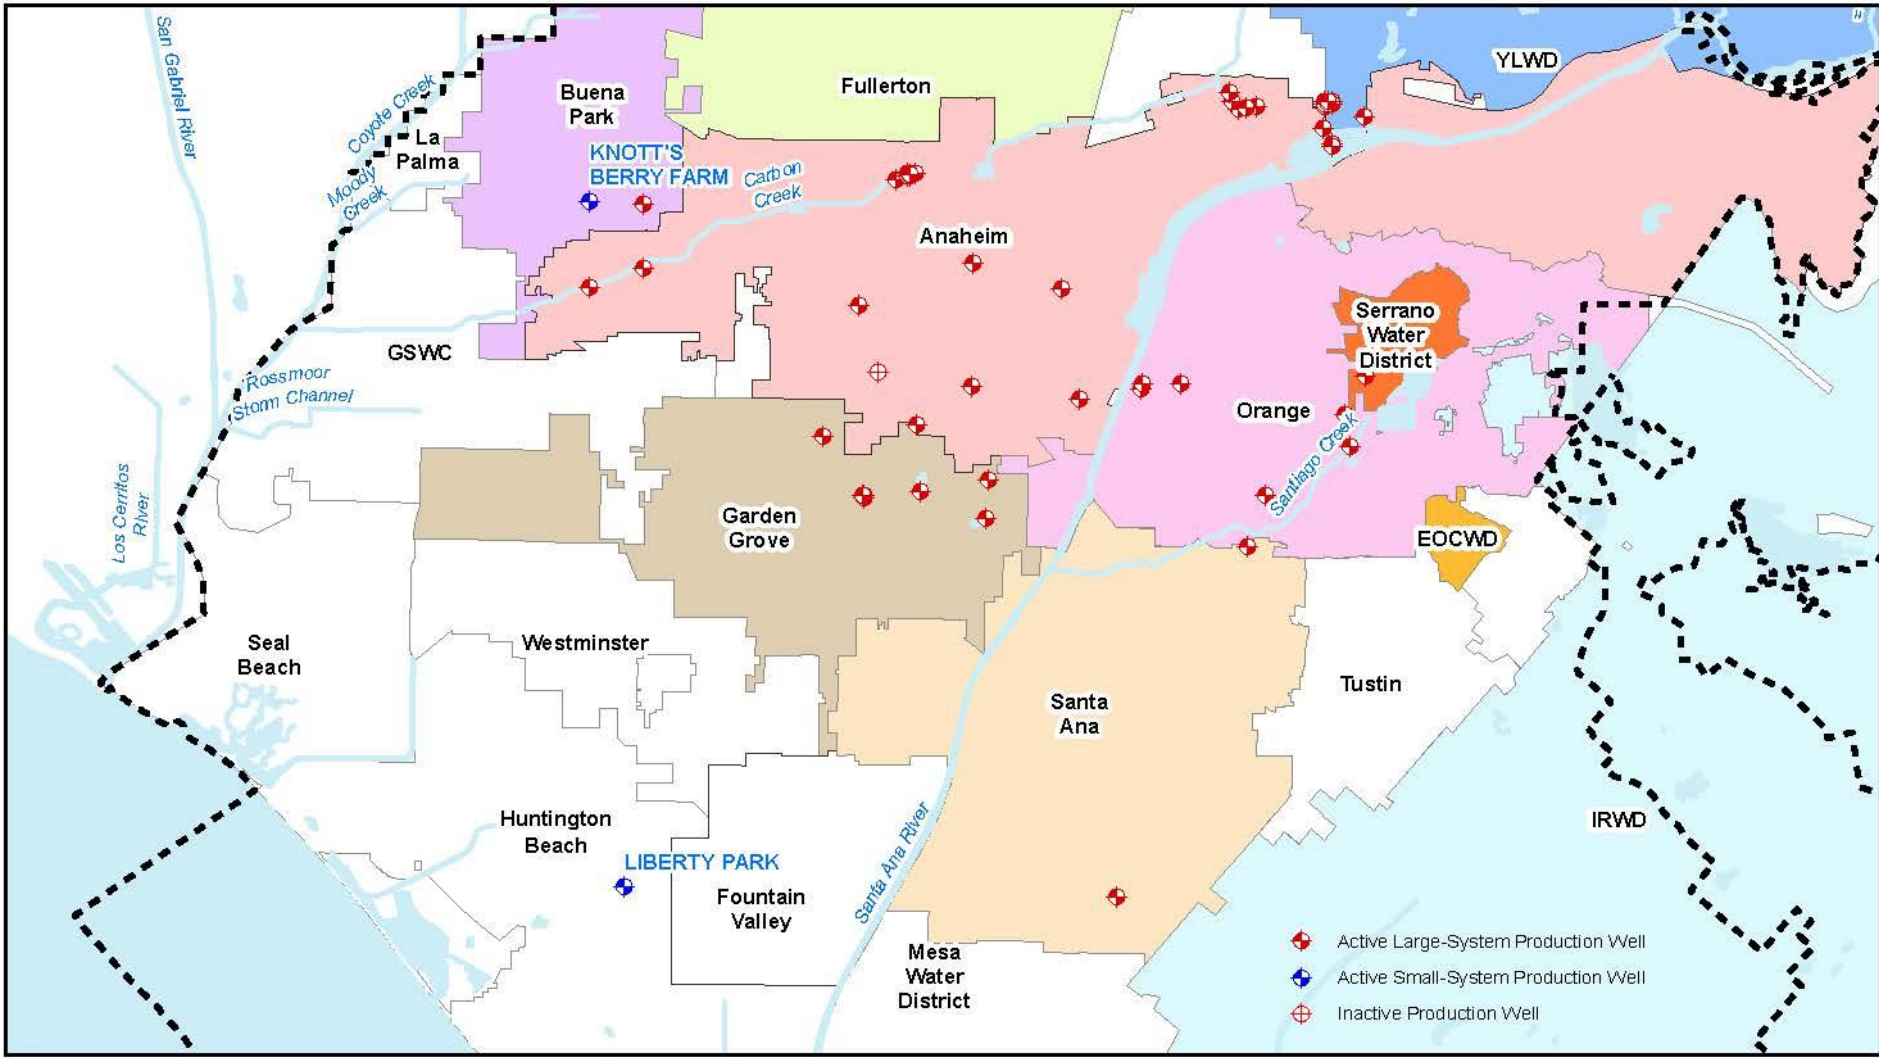 San Gabriel River
Coyote Creek
La
Palma
Moody
Creek
Buena
Park
KNOTT'S
BERRY FARM
Carbon
Creek
Fullerton
YLWD
Anaheim
GSWC
Rossmoor
Storm Channel
Serrano
Water
District
Orange
Santiago Creek
Los Cerritos
River
Garden
Grove
EOCWD
Seal
Beach
Westminster
Santa
Ana
Tustin
Huntington
Beach
LIBERTY PARK
Fountain
Valley
Santa Ana River
IRWD
Mesa
Water
District
Active Large-System Production Well
Active Small-System Production Well
Inactive Production Well